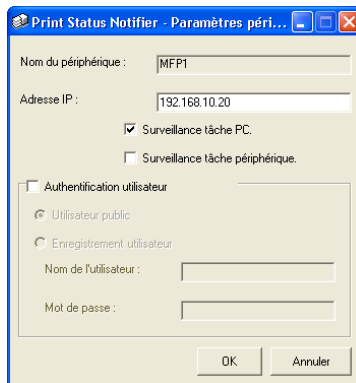 Print Status Notifier - Paramètres péri...
Nom du périphérique :
MFP1
Adresse IP :
192.168.10.20
Surveillance tâche PC.
Surveillance tâche périphérique.
Authentification utilisateur
Utilisateur public
Enregistrement utilisateur
Nom de l'utilisateur :
Mot de passe :
OK
Annuler